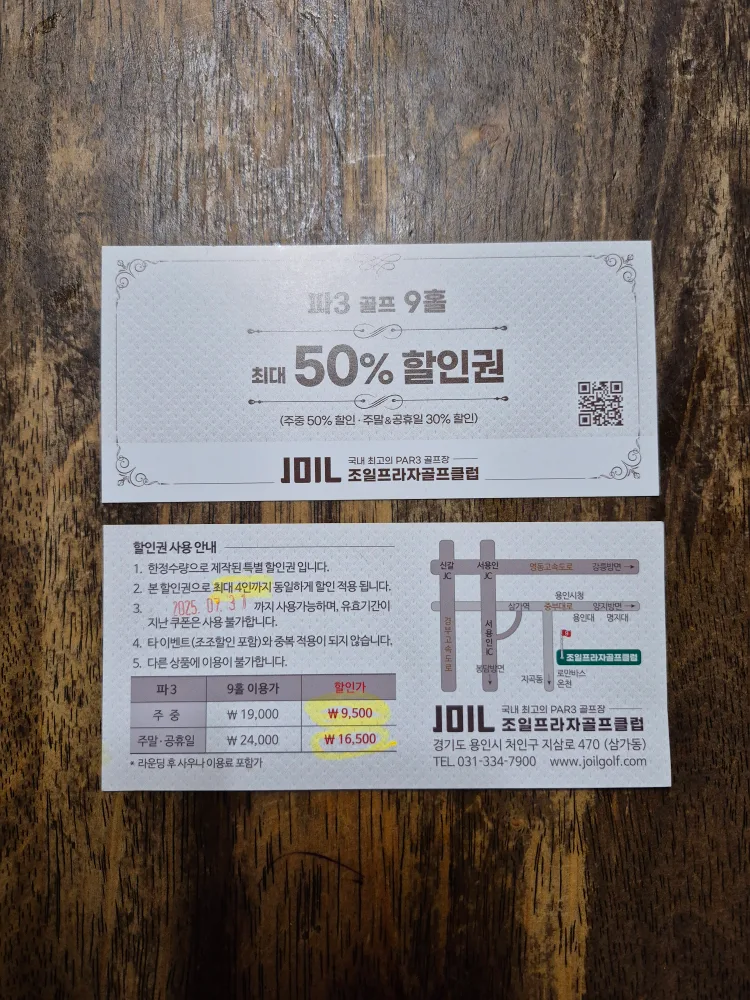 파3 골프 9홀
최대 50% 할인권
(주중 50% 할인 · 주말&공휴일 30% 할인)
JOIL 국내 최고의 PAR3 골프장
조일프라자골프클럽
할인권 사용 안내
1. 한정수량으로 제작된 특별 할인권 입니다.
2. 본 할인권으로 최대 4인까지 동일하게 할인 적용 됩니다.
3. 2025. 07. 31 까지 사용가능하며, 유효기간이
지난 쿠폰은 사용 불가합니다.
4. 타 이벤트(조조할인 포함)와 중복 적용이 되지 않습니다.
5. 다른 상품에 이용이 불가합니다.
파3 9홀 이용가 할인가
주 중 ₩ 19,000 ₩ 9,500
주말·공휴일 ₩ 24,000 ₩ 16,500
* 라운딩 후 사우나 이용료 포함가
신갈 JC
서용인 JC
영동고속도로
강릉방면
용인시청
삼가역
중부대로
양지방면
용인대
명지대
경부고속도로
서용인IC
봉담방면
지곡동
조일프라자골프클럽
로만바스
온천
JOIL 국내 최고의 PAR3 골프장
조일프라자골프클럽
경기도 용인시 처인구 지삼로 470 (삼가동)
TEL. 031-334-7900 www.joilgolf.com